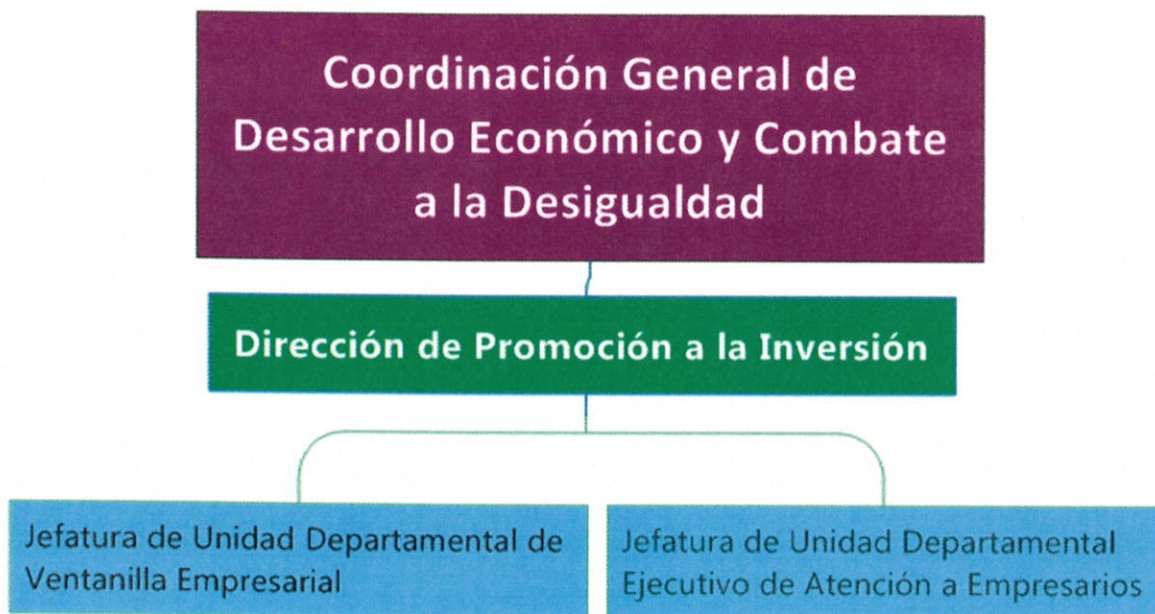 Coordinación General de
Desarrollo Económico y Combate
a la Desigualdad
Dirección de Promoción a la Inversión
Jefatura de Unidad Departamental de
Ventanilla Empresarial
Jefatura de Unidad Departamental
Ejecutivo de Atención a Empresarios